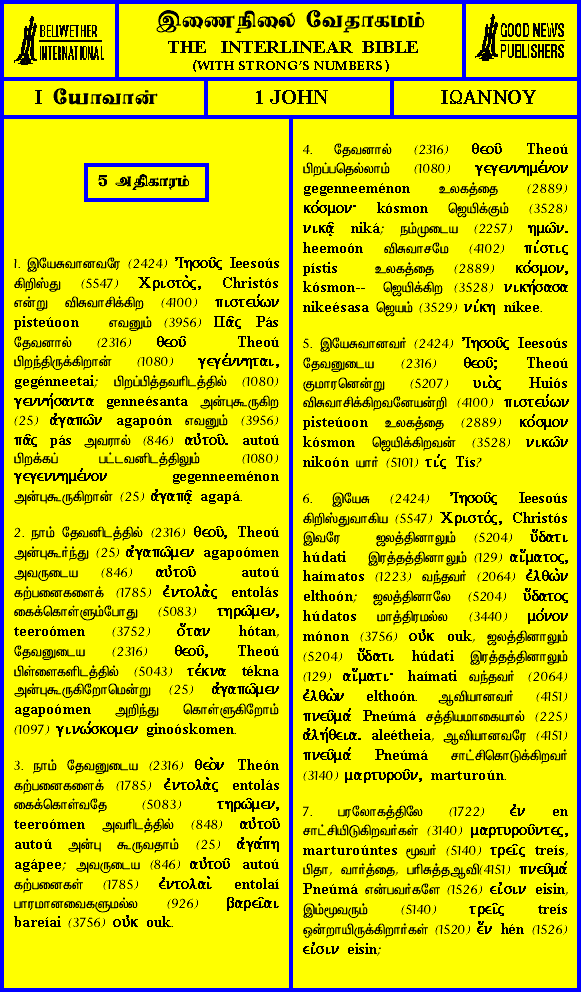 BELLWETHER
INTERNATIONAL
இணைநிலை வேதாகமம்
THE INTERLINEAR BIBLE
(WITH STRONG'S NUMBERS)
GOOD NEWS
PUBLISHERS
I யோவான்
1 JOHN
ΙΩΑΝΝΟΥ
5 அதிகாரம்
1. இயேசுவானவரே (2424) Ἰησοῦς Ieesoús
கிறிஸ்து (5547) Χριστὸς, Christós
என்று விசுவாசிக்கிற (4100) πιστεύων
pisteúoon எவனும் (3956) Πᾶς Pás
தேவனால் (2316) θεοῦ Theoú
பிறந்திருக்கிறான் (1080) γεγέννηται,
gegénneetai; பிறப்பித்தவரிடத்தில் (1080)
γεννήσαντα genneésanta அன்புகூருகிற
(25) ἀγαπῶν agapoón எவனும் (3956)
πᾶς pás அவரால் (846) αὐτοῦ. autoú
பிறக்கப் பட்டவனிடத்திலும் (1080)
γεγεννημένον gegenneeménon
அன்புகூருகிறான் (25) ἀγαπᾷ agapá.
2. நாம் தேவனிடத்தில் (2316) θεοῦ, Theoú
அன்புகூர்ந்து (25) ἀγαπῶμεν agapoómen
அவருடைய (846) αὐτοῦ autoú
கற்பனைகளைக் (1785) ἐντολὰς entolás
கைக்கொள்ளும்போது (5083) τηρῶμεν,
teeroómen (3752) ὅταν hótan,
தேவனுடைய (2316) θεοῦ, Theoú
பிள்ளைகளிடத்தில் (5043) τέκνα tékna
அன்புகூருகிறோமென்று (25) ἀγαπῶμεν
agapoómen அறிந்து கொள்ளுகிறோம்
(1097) γινώσκομεν ginoóskomen.
3. நாம் தேவனுடைய (2316) θεὸν Theón
கற்பனைகளைக் (1785) ἐντολὰς entolás
கைக்கொள்வதே (5083) τηρῶμεν,
teeroómen அவரிடத்தில் (848) αὐτοῦ
autoú அன்பு கூருவதாம் (25) ἀγάπη
agápee; அவருடைய (846) αὐτοῦ autoú
கற்பனைகள் (1785) ἐντολαὶ entolaí
பாரமானவைகளுமல்ல (926) βαρεῖαι
bareíai (3756) οὐκ ouk.
4. தேவனால் (2316) θεοῦ Theoú
பிறப்பதெல்லாம் (1080) γεγεννημένον
gegenneeménon உலகத்தை (2889)
κόσμον· kósmon ஜெயிக்கும் (3528)
νικᾷ niká; நம்முடைய (2257) ημῶν.
heemoón விசுவாசமே (4102) πίστις
pístis உலகத்தை (2889) κόσμον,
kósmon-- ஜெயிக்கிற (3528) νικήσασα
nikeésasa ஜெயம் (3529) νίκη níkee.
5. இயேசுவானவர் (2424) Ἰησοῦς Ieesoús
தேவனுடைய (2316) θεοῦ; Theoú
குமாரனென்று (5207) υιὸς Huiós
விசுவாசிக்கிறவனேயன்றி (4100) πιστεύων
pisteúoon உலகத்தை (2889) κόσμον
kósmon ஜெயிக்கிறவன் (3528) νικῶν
nikoón யார் (5101) τίς Tís?
6. இயேசு (2424) Ἰησοῦς Ieesoús
கிறிஸ்துவாகிய (5547) Χριστός, Christós
இவரே ஜலத்தினாலும் (5204) ὕδατι
húdati இரத்தத்தினாலும் (129) αἵματος,
haímatos (1223) வந்தவர் (2064) ἐλθὼν
elthoón; ஜலத்தினாலே (5204) ὕδατος
húdatos மாத்திரமல்ல (3440) μόνον
mónon (3756) οὐκ ouk, ஜலத்தினாலும்
(5204) ὕδατι húdati இரத்தத்தினாலும்
(129) αἵματι· haímati வந்தவர் (2064)
ἐλθὼν elthoón. ஆவியானவர் (4151)
πνεῦμά Pneúmá சத்தியமாகையால் (225)
ἀλήθεια. aleétheia, ஆவியானவரே (4151)
πνεῦμά Pneúmá சாட்சிகொடுக்கிறவர்
(3140) μαρτυροῦν, marturoún.
7. பரலோகத்திலே (1722) ἐν en
சாட்சியிடுகிறவர்கள் (3140) μαρτυροῦντες,
marturoúntes மூவர் (5140) τρεῖς treís,
பிதா, வார்த்தை, பரிசுத்தஆவி(4151) πνεῦμά
Pneúmá என்பவர்களே (1526) εἰσιν eisin,
இம்மூவரும் (5140) τρεῖς treís
ஒன்றாயிருக்கிறார்கள் (1520) ἕν hén (1526)
εἰσιν eisin;